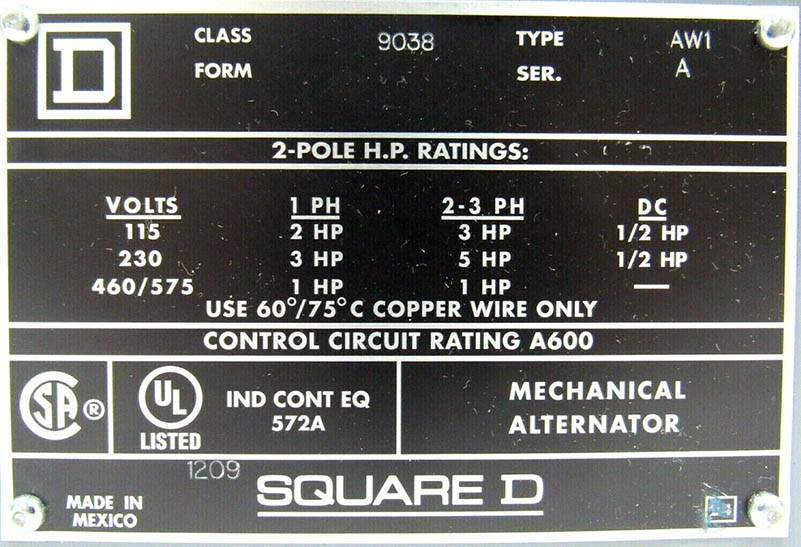 D
CLASS 9038 TYPE AW1
FORM SER. A
2-POLE H.P. RATINGS:
VOLTS 1 PH 2-3 PH DC
115 2 HP 3 HP 1/2 HP
230 3 HP 5 HP 1/2 HP
460/575 1 HP 1 HP —
USE 60°/75°C COPPER WIRE ONLY
CONTROL CIRCUIT RATING A600
SA ®
UL
LISTED
IND CONT EQ
572A
MECHANICAL
ALTERNATOR
1209
MADE IN
MEXICO
SQUARE D